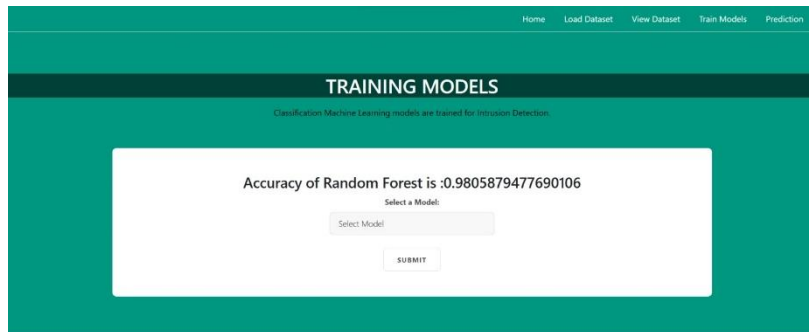 Home Load Dataset View Dataset Train Models Prediction
TRAINING MODELS
Classification Machine Learning models are trained for Intrusion Detection.
Accuracy of Random Forest is :0.9805879477690106
Select a Model:
Select Model
SUBMIT